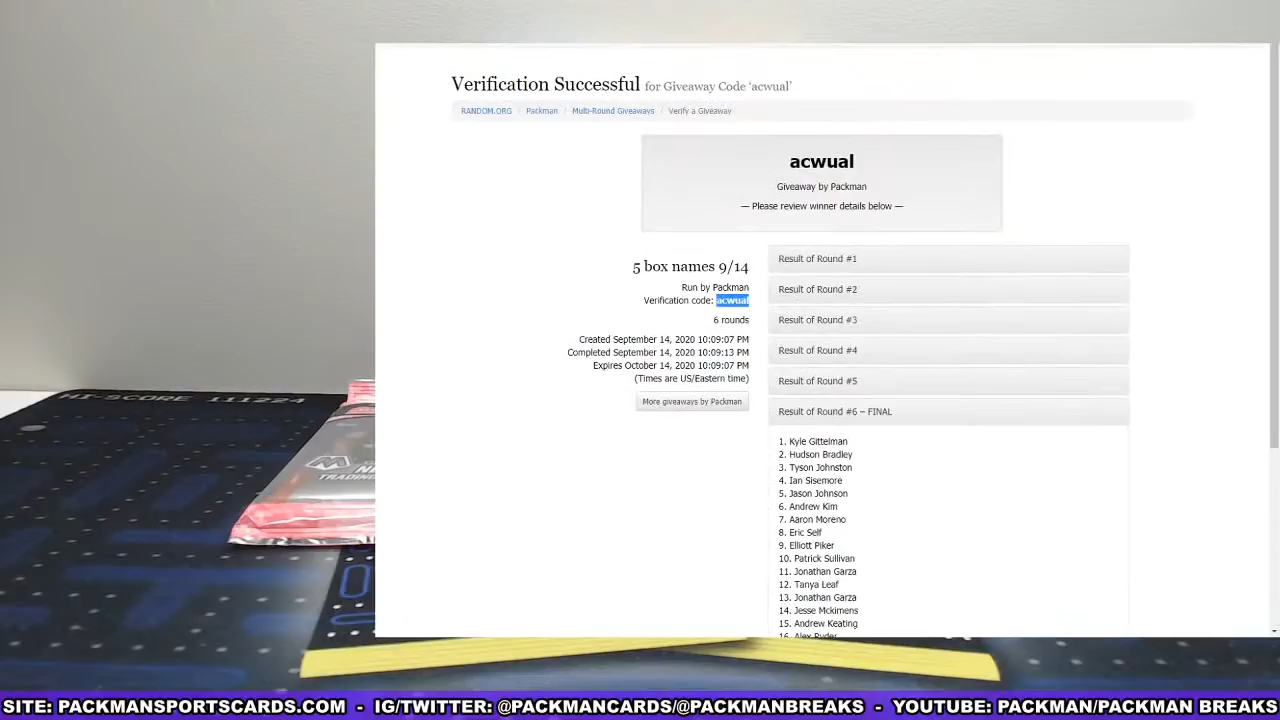 Verification Successful for Giveaway Code ‘acwual’
RANDOM.ORG / Packman / Multi-Round Giveaways / Verify a Giveaway
acwual
Giveaway by Packman
— Please review winner details below —
5 box names 9/14
Run by Packman
Verification code: acwual
6 rounds
Created September 14, 2020 10:09:07 PM
Completed September 14, 2020 10:09:13 PM
Expires October 14, 2020 10:09:07 PM
(Times are US/Eastern time)
More giveaways by Packman
Result of Round #1
Result of Round #2
Result of Round #3
Result of Round #4
Result of Round #5
Result of Round #6 – FINAL
1. Kyle Gittelman
2. Hudson Bradley
3. Tyson Johnston
4. Ian Sisemore
5. Jason Johnson
6. Andrew Kim
7. Aaron Moreno
8. Eric Self
9. Elliott Piker
10. Patrick Sullivan
11. Jonathan Garza
12. Tanya Leaf
13. Jonathan Garza
14. Jesse Mckimens
15. Andrew Keating
16. Alex Ryder
111224
TRADING
SITE: PACKMANSPORTSCARDS.COM - IG/TWITTER: @PACKMANCARDS/@PACKMANBREAKS - YOUTUBE: PACKMAN/PACKMAN BREAKS